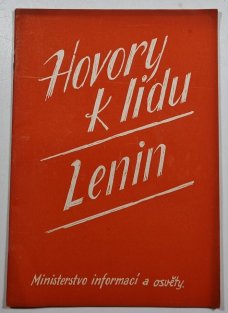 Hovory
k lidu
Lenin
Ministerstvo informací a osvěty.